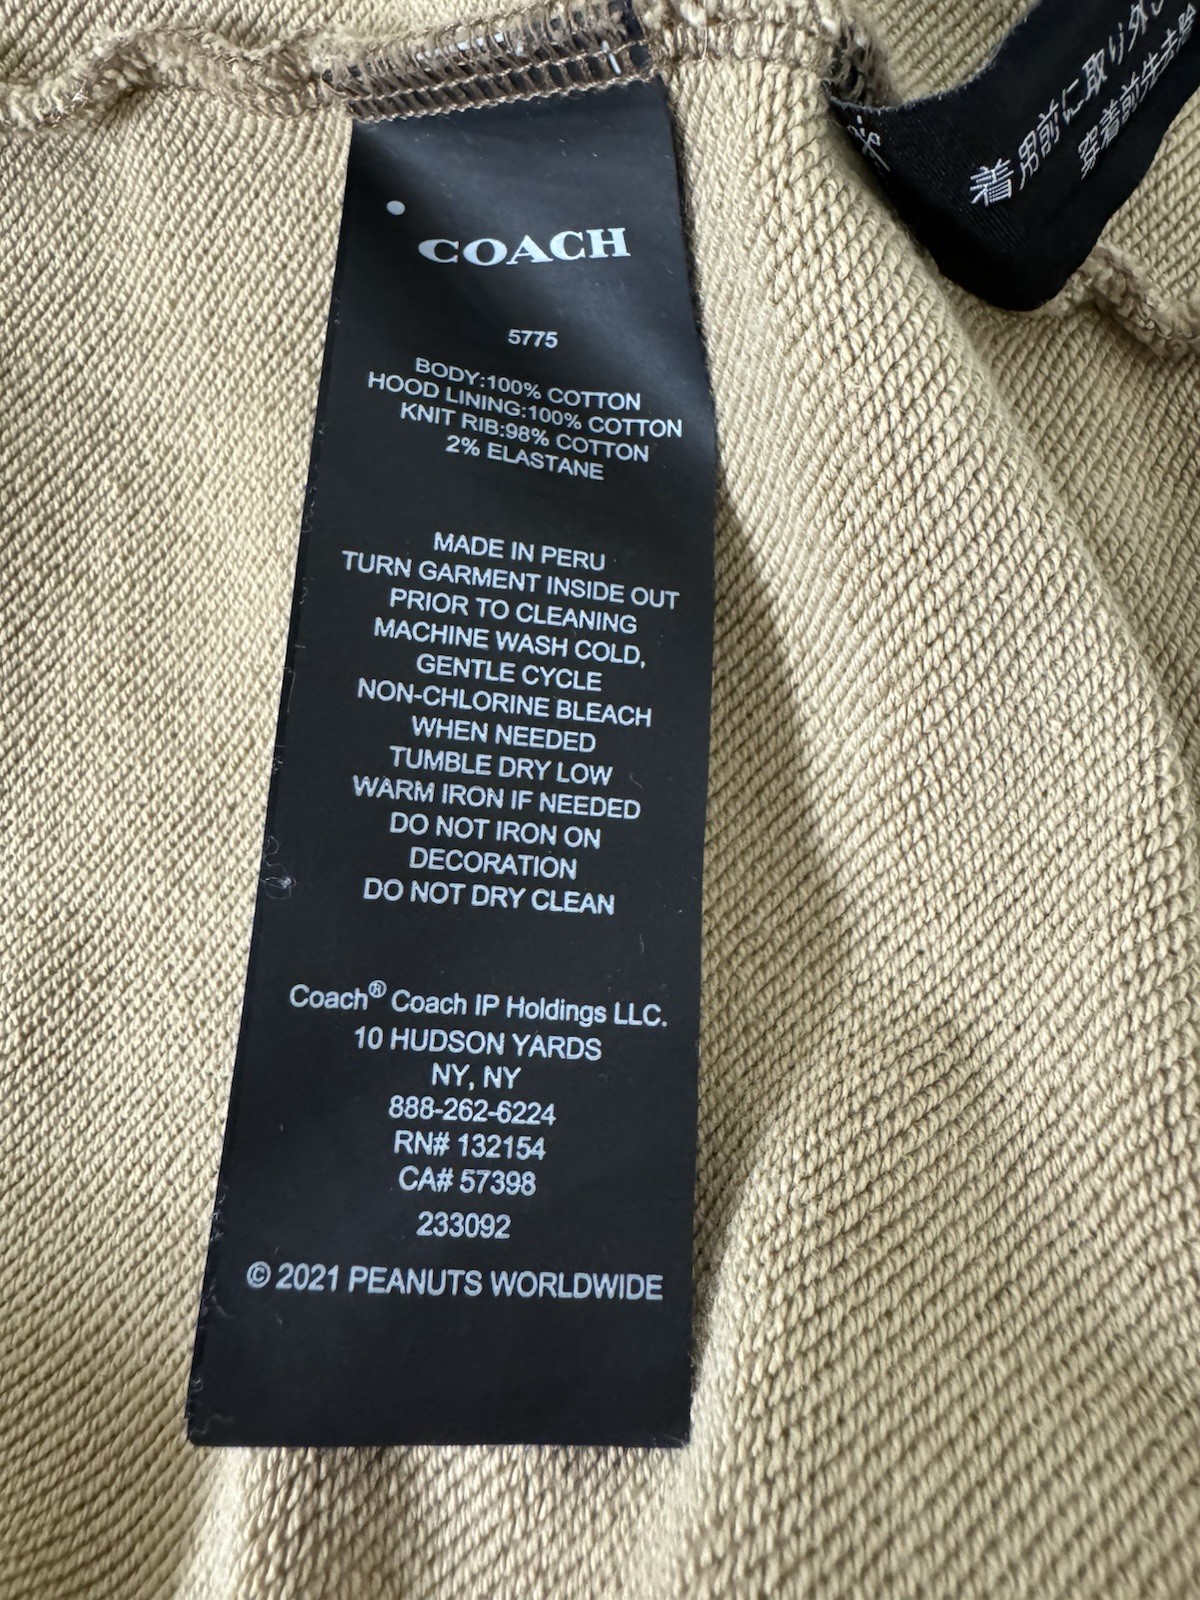 COACH
5775
BODY:100% COTTON
HOOD LINING:100% COTTON
KNIT RIB:98% COTTON
2% ELASTANE
MADE IN PERU
TURN GARMENT INSIDE OUT
PRIOR TO CLEANING
MACHINE WASH COLD,
GENTLE CYCLE
NON-CHLORINE BLEACH
WHEN NEEDED
TUMBLE DRY LOW
WARM IRON IF NEEDED
DO NOT IRON ON
DECORATION
DO NOT DRY CLEAN
Coach® Coach IP Holdings LLC.
10 HUDSON YARDS
NY, NY
888-262-6224
RN# 132154
CA# 57398
233092
© 2021 PEANUTS WORLDWIDE
着用前に取り外
穿着前先去除